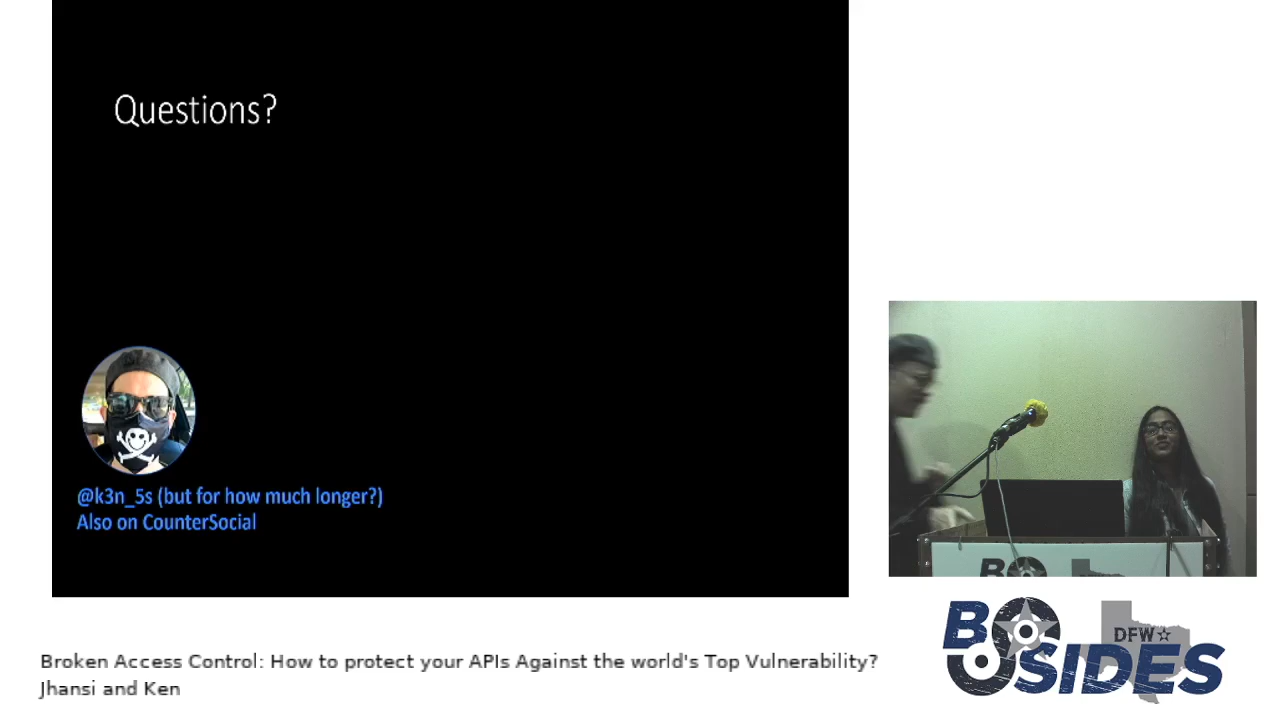 Questions?
@k3n_5s (but for how much longer?)
Also on CounterSocial
BSIDES
DFW
Broken Access Control: How to protect your APIs Against the world's Top Vulnerability?
Jhansi and Ken